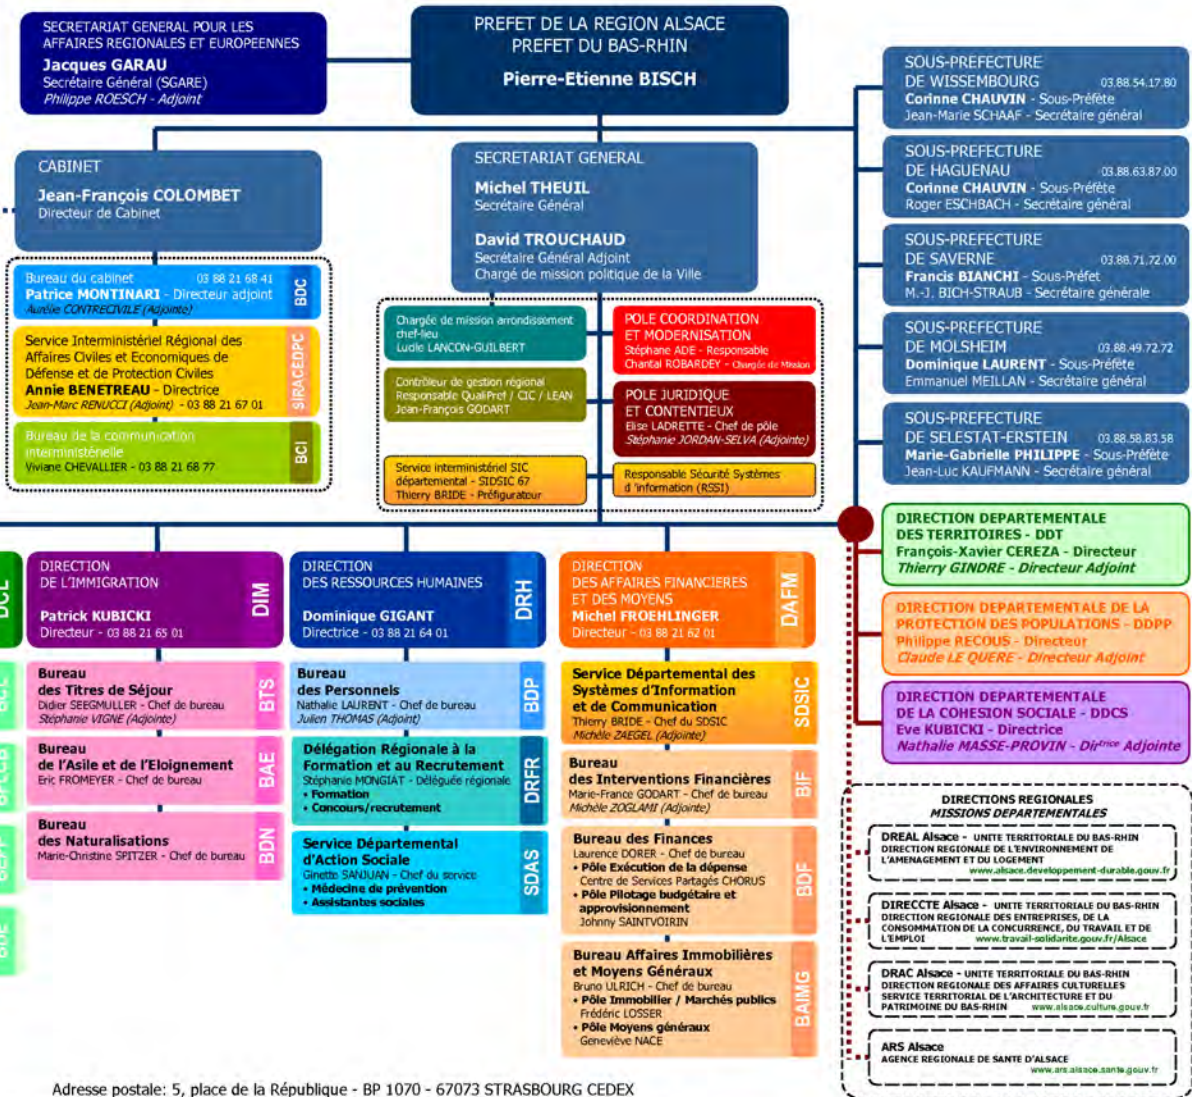 SECRETARIAT GENERAL POUR LES
AFFAIRES REGIONALES ET EUROPEENNES
Jacques GARAU
Secrétaire Général (SGARE)
Philippe ROESCH - Adjoint
PREFET DE LA REGION ALSACE
PREFET DU BAS-RHIN
Pierre-Etienne BISCH
CABINET
Jean-François COLOMBET
Directeur de Cabinet
SECRETARIAT GENERAL
Michel THEUIL
Secrétaire Général
David TROUCHAUD
Secrétaire Général Adjoint
Chargé de mission politique de la Ville
SOUS-PREFECTURE
DE WISSEMBOURG 03.88.54.17.80
Corinne CHAUVIN - Sous-Préfète
Jean-Marie SCHAAF - Secrétaire général
SOUS-PREFECTURE
DE HAGUENAU 03.88.63.87.00
Corinne CHAUVIN - Sous-Préfète
Roger ESCHBACH - Secrétaire général
SOUS-PREFECTURE
DE SAVERNE 03.88.71.72.00
Francis BIANCHI - Sous-Préfet
M.-J. BICH-STRAUB - Secrétaire générale
SOUS-PREFECTURE
DE MOLSHEIM 03.88.49.72.72
Dominique LAURENT - Sous-Préfète
Emmanuel MEILLAN - Secrétaire général
SOUS-PREFECTURE
DE SELESTAT-ERSTEIN 03.88.58.83.58
Marie-Gabrielle PHILIPPE - Sous-Préfète
Jean-Luc KAUFMANN - Secrétaire général
Bureau du cabinet 03 88 21 68 41
Patrice MONTINARI - Directeur adjoint
Aurélie CONTRECIVILE (Adjointe)
BDC
Service Interministériel Régional des
Affaires Civiles et Economiques de
Défense et de Protection Civiles
Annie BENETREAU - Directrice
Jean-Marc RENUCCI (Adjoint) - 03 88 21 67 01
SIRACEDPC
Bureau de la communication
interministérielle
Viviane CHEVALLIER - 03 88 21 68 77
BCI
Chargée de mission arrondissement
chef-lieu
Lucile LANCON-GUILBERT
Contrôleur de gestion régional
Responsable QualiPref / CIC / LEAN
Jean-François GODART
Service interministériel SIC
départemental - SIDSIC 67
Thierry BRIDE - Préfigurateur
POLE COORDINATION
ET MODERNISATION
Stéphane ADE - Responsable
Chantal ROBARDEY - Chargée de Mission
POLE JURIDIQUE
ET CONTENTIEUX
Elise LADRETTE - Chef de pôle
Stéphanie JORDAN-SELVA (Adjointe)
Responsable Sécurité Systèmes
d 'information (RSSI)
DIRECTION DEPARTEMENTALE
DES TERRITOIRES - DDT
François-Xavier CEREZA - Directeur
Thierry GINDRE - Directeur Adjoint
DIRECTION DEPARTEMENTALE DE LA
PROTECTION DES POPULATIONS - DDPP
Philippe RECOUS - Directeur
Claude LE QUERE - Directeur Adjoint
DIRECTION DEPARTEMENTALE
DE LA COHESION SOCIALE - DDCS
Eve KUBICKI - Directrice
Nathalie MASSE-PROVIN - Dirᵗʳⁱᶜᵉ Adjointe
DCL
DIRECTION
DE L'IMMIGRATION
Patrick KUBICKI
Directeur - 03 88 21 65 01
DIM
Bureau
des Titres de Séjour
Didier SEEGMULLER - Chef de bureau
Stéphanie VIGNE (Adjointe)
BTS
Bureau
de l'Asile et de l'Eloignement
Eric FROMEYER - Chef de bureau
BAE
Bureau
des Naturalisations
Marie-Christine SPITZER - Chef de bureau
BDN
DIRECTION
DES RESSOURCES HUMAINES
Dominique GIGANT
Directrice - 03 88 21 64 01
DRH
Bureau
des Personnels
Nathalie LAURENT - Chef de bureau
Julien THOMAS (Adjoint)
BDP
Délégation Régionale à la
Formation et au Recrutement
Stéphanie MONGIAT - Déléguée régionale
• Formation
• Concours/recrutement
DRFR
Service Départemental
d'Action Sociale
Ginette SANJUAN - Chef du service
• Médecine de prévention
• Assistantes sociales
SDAS
DIRECTION
DES AFFAIRES FINANCIERES
ET DES MOYENS
Michel FROEHLINGER
Directeur - 03 88 21 62 01
DAFM
Service Départemental des
Systèmes d'Information
et de Communication
Thierry BRIDE - Chef du SDSIC
Michèle ZAEGEL (Adjointe)
SDSIC
Bureau
des Interventions Financières
Marie-France GODART - Chef de bureau
Michèle ZOGLAMI (Adjointe)
BIF
Bureau des Finances
Laurence DORER - Chef de bureau
• Pôle Exécution de la dépense
Centre de Services Partagés CHORUS
• Pôle Pilotage budgétaire et
approvisionnement
Johnny SAINTVOIRIN
BDF
Bureau Affaires Immobilières
et Moyens Généraux
Bruno ULRICH - Chef de bureau
• Pôle Immobilier / Marchés publics
Frédéric LOSSER
• Pôle Moyens généraux
Geneviève NACE
BAIMG
DIRECTIONS REGIONALES
MISSIONS DEPARTEMENTALES
DREAL Alsace - UNITE TERRITORIALE DU BAS-RHIN
DIRECTION REGIONALE DE L'ENVIRONNEMENT DE
L'AMENAGEMENT ET DU LOGEMENT
www.alsace.developpement-durable.gouv.fr
DIRECCTE Alsace - UNITE TERRITORIALE DU BAS-RHIN
DIRECTION REGIONALE DES ENTREPRISES, DE LA
CONSOMMATION DE LA CONCURRENCE, DU TRAVAIL ET DE
L'EMPLOI www.travail-solidarite.gouv.fr/Alsace
DRAC Alsace - UNITE TERRITORIALE DU BAS-RHIN
DIRECTION REGIONALE DES AFFAIRES CULTURELLES
SERVICE TERRITORIAL DE L'ARCHITECTURE ET DU
PATRIMOINE DU BAS-RHIN www.alsace.culture.gouv.fr
ARS Alsace
AGENCE REGIONALE DE SANTE D'ALSACE
www.ars.alsace.sante.gouv.fr
Adresse postale: 5, place de la République - BP 1070 - 67073 STRASBOURG CEDEX